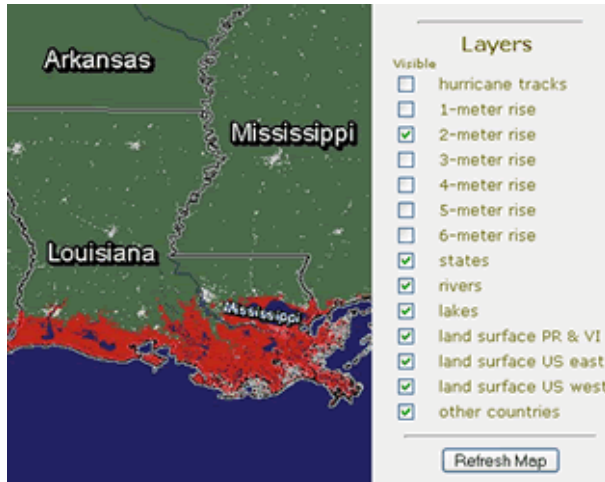 Arkansas
Mississippi
Louisiana
Mississippi
Layers
Visible
hurricane tracks
1-meter rise
2-meter rise
3-meter rise
4-meter rise
5-meter rise
6-meter rise
states
rivers
lakes
land surface PR & VI
land surface US east
land surface US west
other countries
Refresh Map